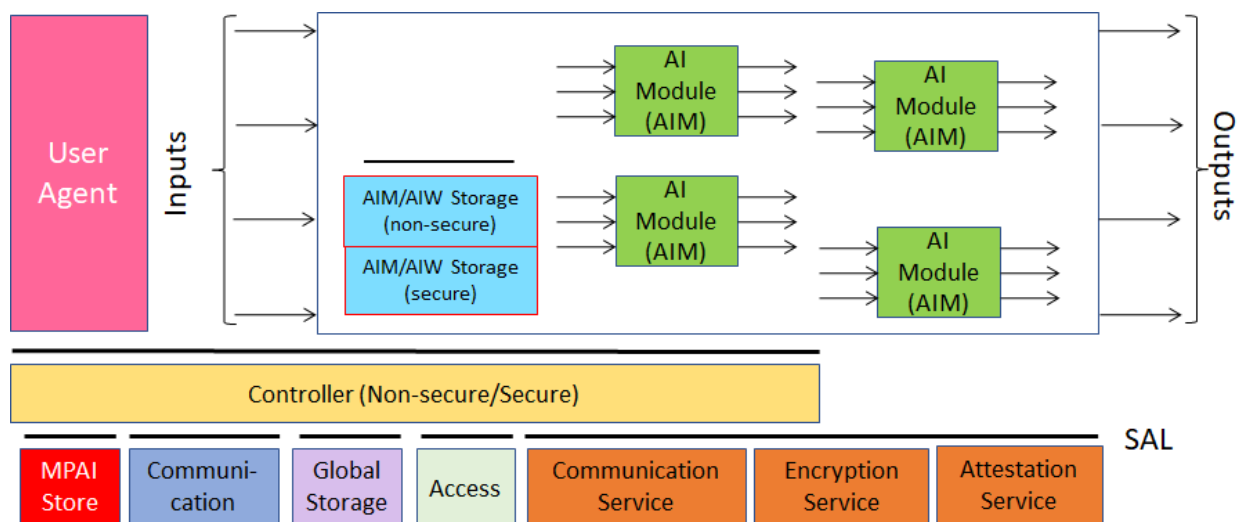 User
Agent
Inputs
AIM/AIW Storage
(non-secure)
AIM/AIW Storage
(secure)
AI
Module
(AIM)
AI
Module
(AIM)
AI
Module
(AIM)
AI
Module
(AIM)
Outputs
Controller (Non-secure/Secure)
SAL
MPAI
Store
Communi-
cation
Global
Storage
Access
Communication
Service
Encryption
Service
Attestation
Service